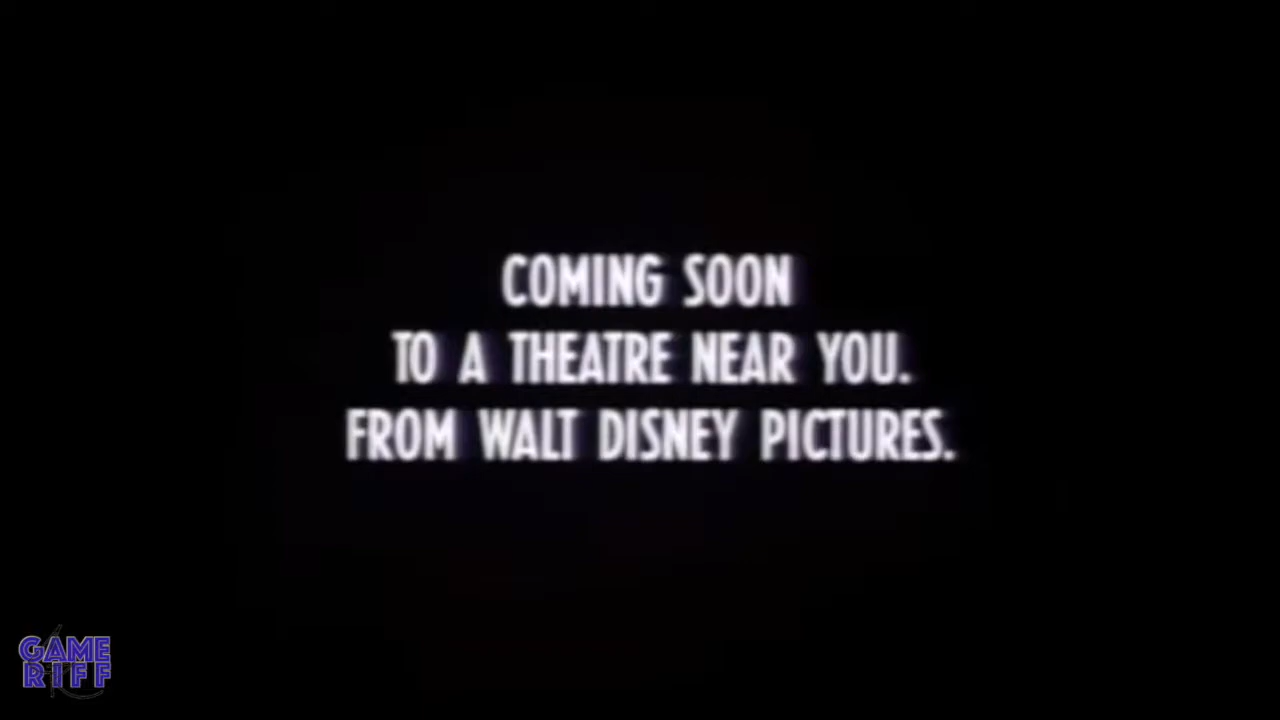 COMING SOON
TO A THEATRE NEAR YOU.
FROM WALT DISNEY PICTURES.
GAME
RIFF